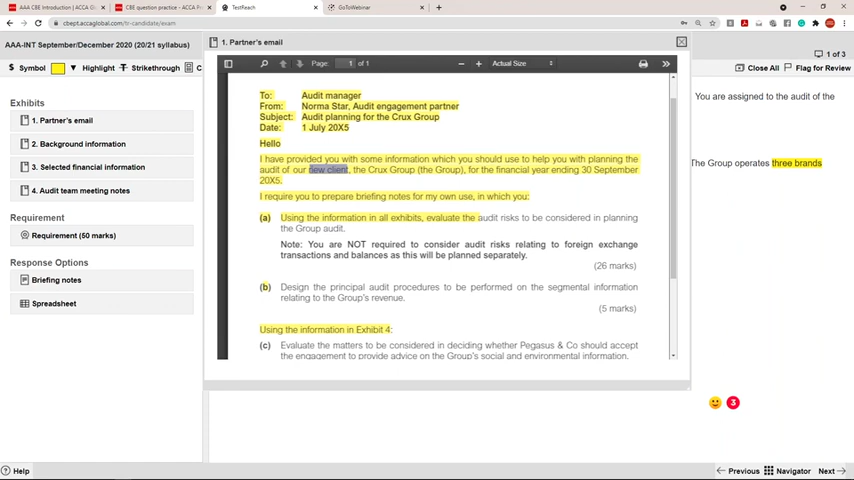 AAA CBE Introduction | ACCA G
CBE question practice | ACCA P
TestReach
GoToWebinar
cbept.accaglobal.com/tr-candidate/exam
AAA-INT September/December 2020 (20/21 syllabus)
1 of 3
Symbol
Highlight
Strikethrough
C
Close All
Flag for Review
Exhibits
1. Partner's email
2. Background information
3. Selected financial information
4. Audit team meeting notes
Requirement
Requirement (50 marks)
Response Options
Briefing notes
Spreadsheet
1. Partner's email
Page: 1 of 1
Actual Size
To: Audit manager
From: Norma Star, Audit engagement partner
Subject: Audit planning for the Crux Group
Date: 1 July 20X5
Hello
I have provided you with some information which you should use to help you with planning the
audit of our new client, the Crux Group (the Group), for the financial year ending 30 September
20X5.
I require you to prepare briefing notes for my own use, in which you:
(a) Using the information in all exhibits, evaluate the audit risks to be considered in planning
the Group audit.
Note: You are NOT required to consider audit risks relating to foreign exchange
transactions and balances as this will be planned separately.
(26 marks)
(b) Design the principal audit procedures to be performed on the segmental information
relating to the Group's revenue.
(5 marks)
Using the information in Exhibit 4:
(c) Evaluate the matters to be considered in deciding whether Pegasus & Co should accept
the engagement to provide advice on the Group's social and environmental information.
You are assigned to the audit of the
The Group operates three brands
3
Help
Previous
Navigator
Next